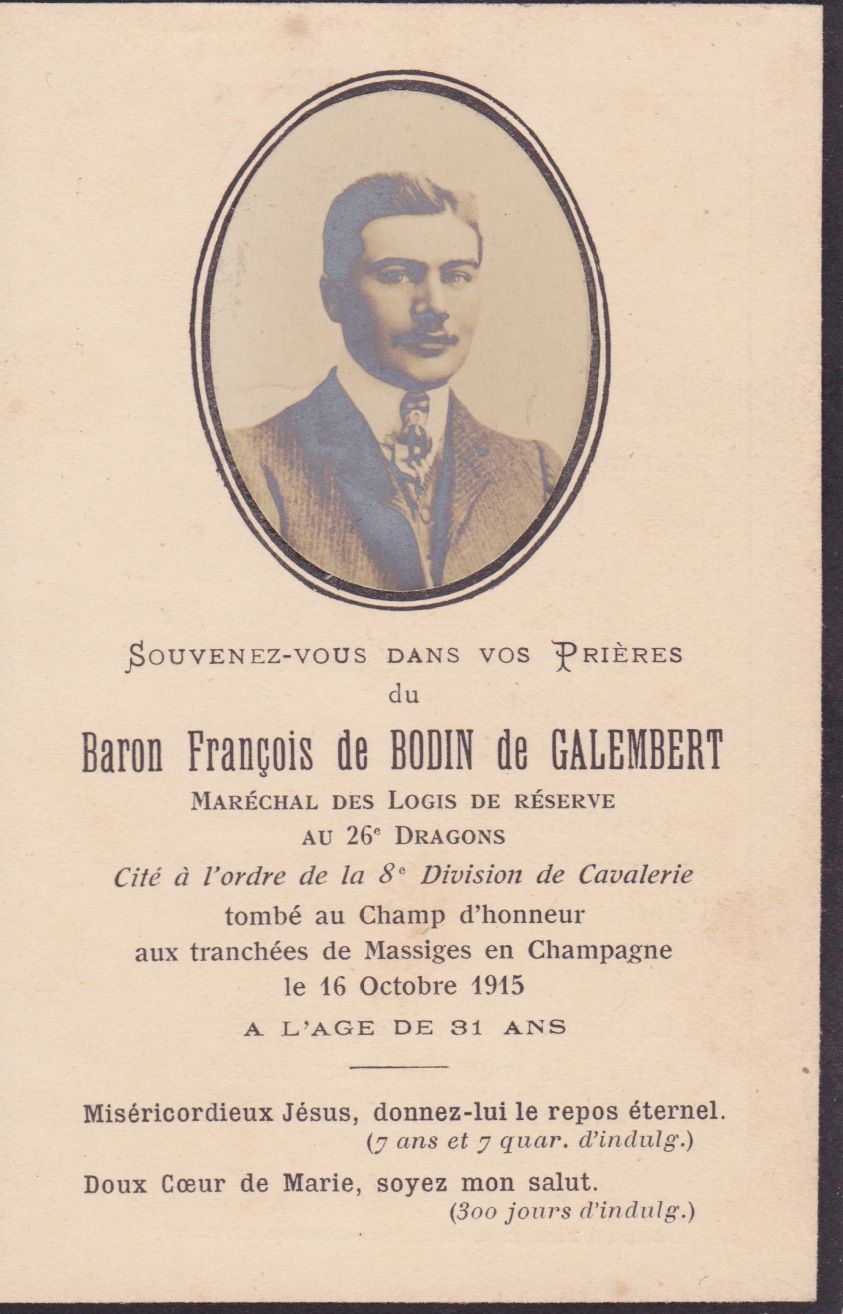 Souvenez-vous dans vos Prières
du
Baron François de BODIN de GALEMBERT
Maréchal des Logis de réserve
au 26e Dragons
Cité à l'ordre de la 8e Division de Cavalerie
tombé au Champ d'honneur
aux tranchées de Massiges en Champagne
le 16 Octobre 1915
A L'AGE DE 31 ANS
Miséricordieux Jésus, donnez-lui le repos éternel.
(7 ans et 7 quar. d'indulg.)
Doux Cœur de Marie, soyez mon salut.
(300 jours d'indulg.)